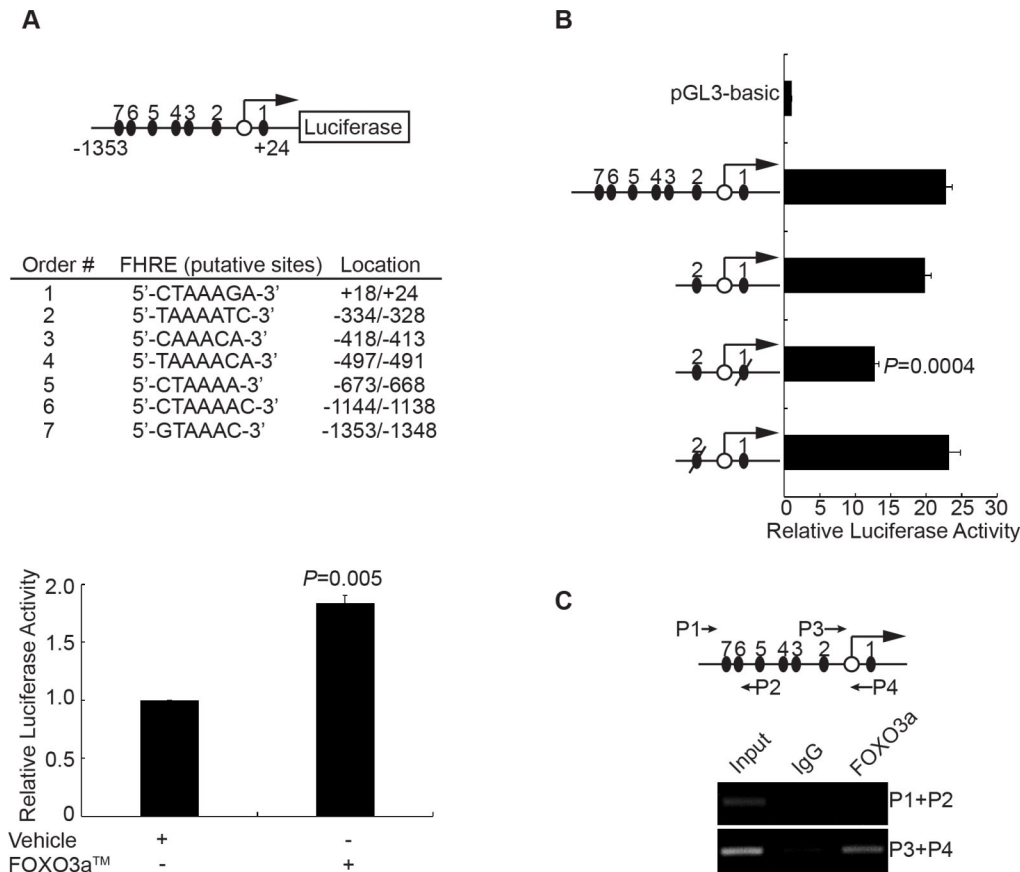 A
7 6 5 4 3 2 1
Luciferase
-1353 +24
Order # FHRE (putative sites) Location
1 5'-CTAAAGA-3' +18/+24
2 5'-TAAAATC-3' -334/-328
3 5'-CAAACA-3' -418/-413
4 5'-TAAAACA-3' -497/-491
5 5'-CTAAAA-3' -673/-668
6 5'-CTAAAAC-3' -1144/-1138
7 5'-GTAAAC-3' -1353/-1348
Relative Luciferase Activity
2.0
1.5
1.0
0.5
0
P=0.005
Vehicle + -
FOXO3aTM - +
B
pGL3-basic
7 6 5 4 3 2 1
2 1
2 1
P=0.0004
2 1
0 5 10 15 20 25 30
Relative Luciferase Activity
C
P1 P3
7 6 5 4 3 2 1
P2 P4
Input IgG FOXO3a
P1+P2
P3+P4